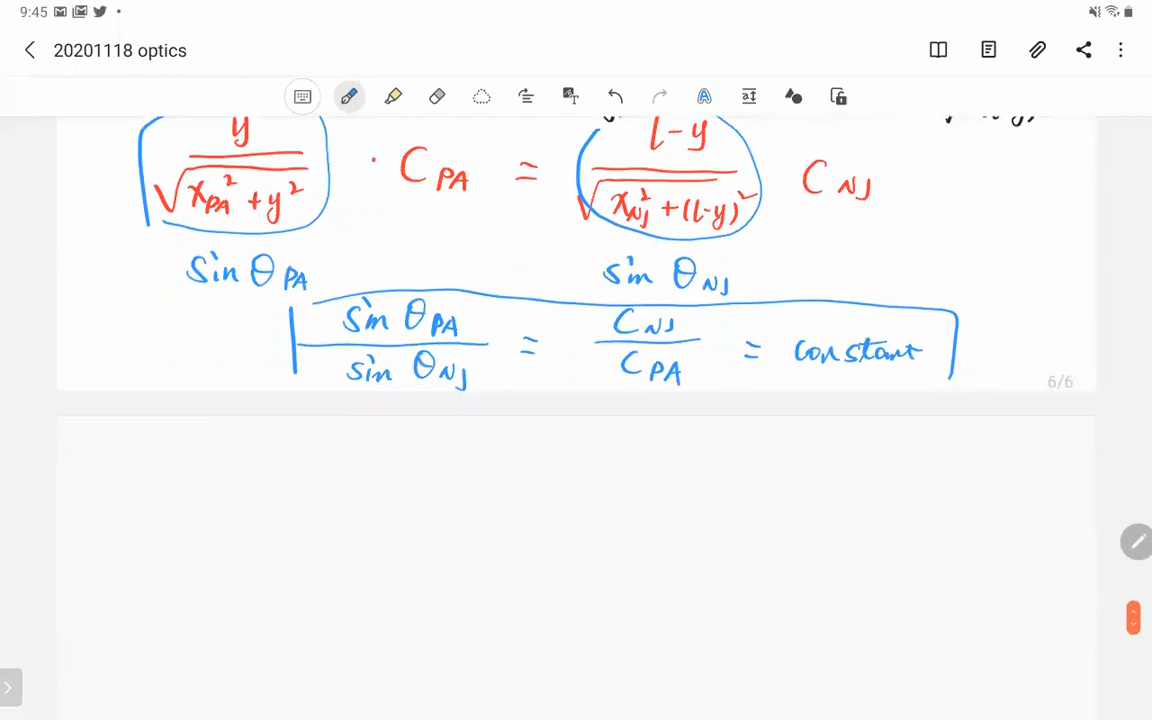 9:45
20201118 optics
y / √(x_PA² + y²) · C_PA = l-y / √(x_NJ² + (l-y)²) C_NJ
sin θ_PA sin θ_NJ
sin θ_PA / sin θ_NJ = C_NJ / C_PA = constant
6/6